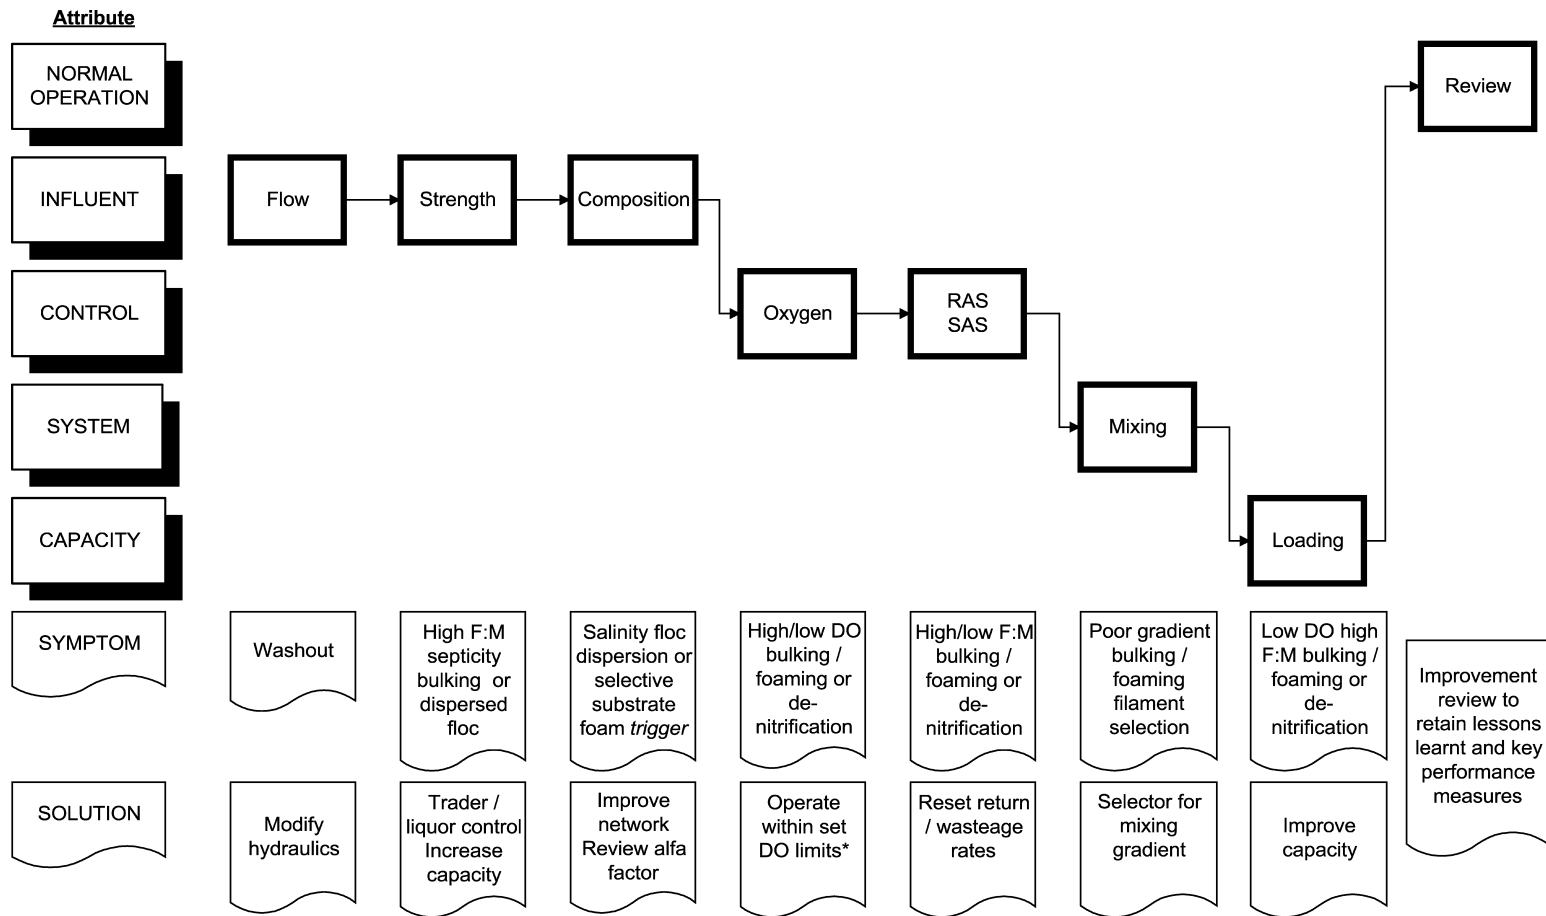 Attribute
NORMAL
OPERATION
Review
INFLUENT
Flow
Strength
Composition
CONTROL
Oxygen
RAS
SAS
SYSTEM
Mixing
CAPACITY
Loading
SYMPTOM
Washout
High F:M
septicity
bulking or
dispersed
floc
Salinity floc
dispersion or
selective
substrate
foam trigger
High/low DO
bulking /
foaming or
de-
nitrification
High/low F:M
bulking /
foaming or
de-
nitrification
Poor gradient
bulking /
foaming
filament
selection
Low DO high
F:M bulking /
foaming or
de-
nitrification
Improvement
review to
retain lessons
learnt and key
performance
measures
SOLUTION
Modify
hydraulics
Trader /
liquor control
Increase
capacity
Improve
network
Review alfa
factor
Operate
within set
DO limits*
Reset return
/ wasteage
rates
Selector for
mixing
gradient
Improve
capacity